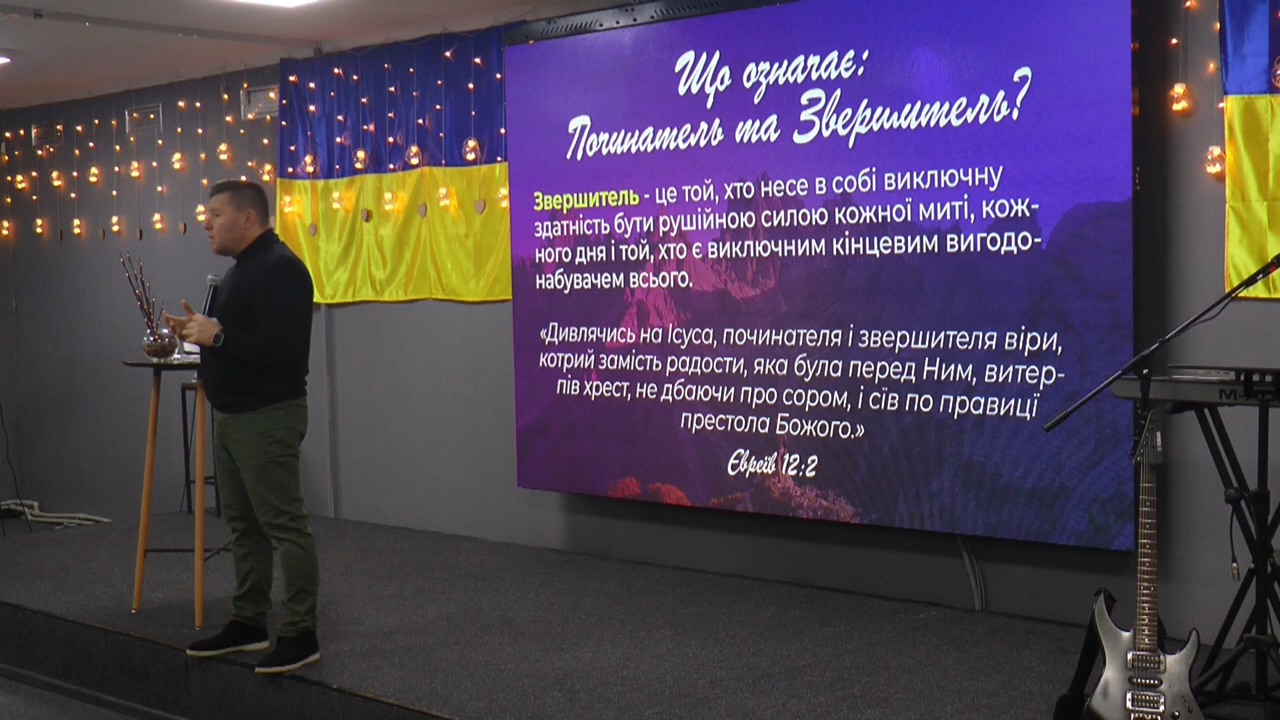 Що означає:
Починатель та Звершитель?
Звершитель - це той, хто несе в собі виключну
здатність бути рушійною силою кожної миті, кож-
ного дня і той, хто є виключним кінцевим вигодо-
набувачем всього.
«Дивлячись на Ісуса, починателя і звершителя віри,
котрий замість радости, яка була перед Ним, витер-
пів хрест, не дбаючи про сором, і сїв по правиці
престола Божого.»
Євреїв 12:2